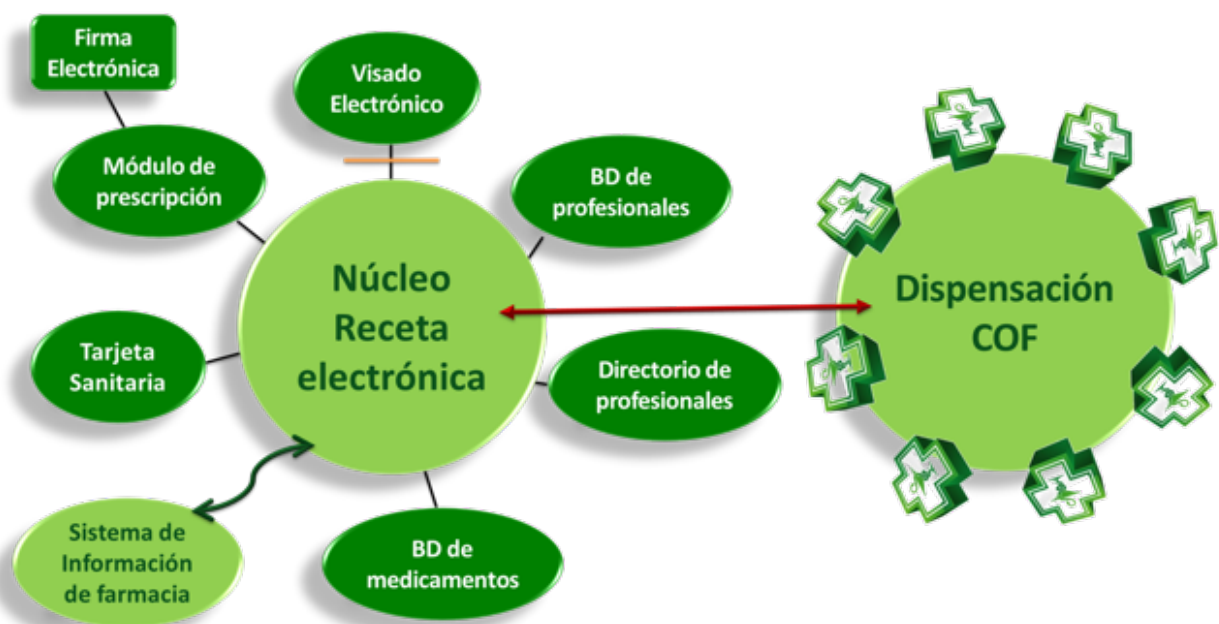 Firma
Electrónica
Visado
Electrónico
Módulo de
prescripción
BD de
profesionales
Núcleo
Receta
electrónica
Dispensación
COF
Tarjeta
Sanitaria
Directorio de
profesionales
Sistema de
Información
de farmacia
BD de
medicamentos